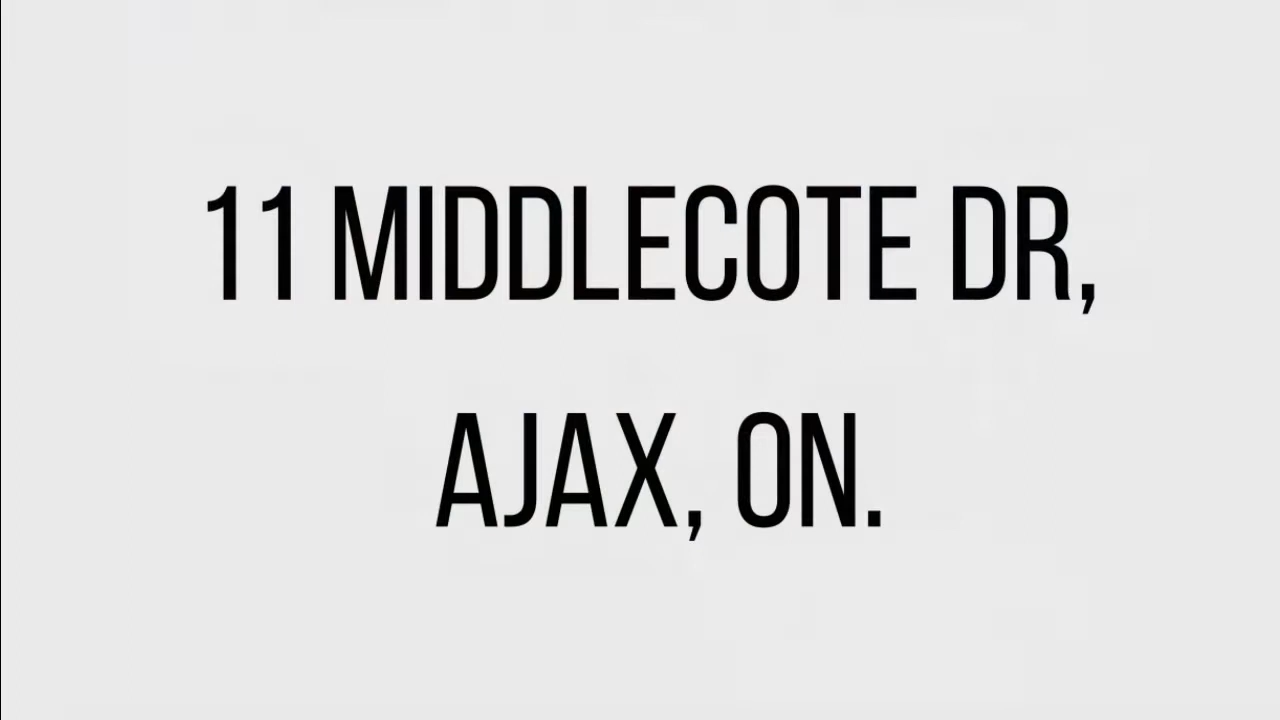 11 MIDDLECOTE DR,
AJAX, ON.